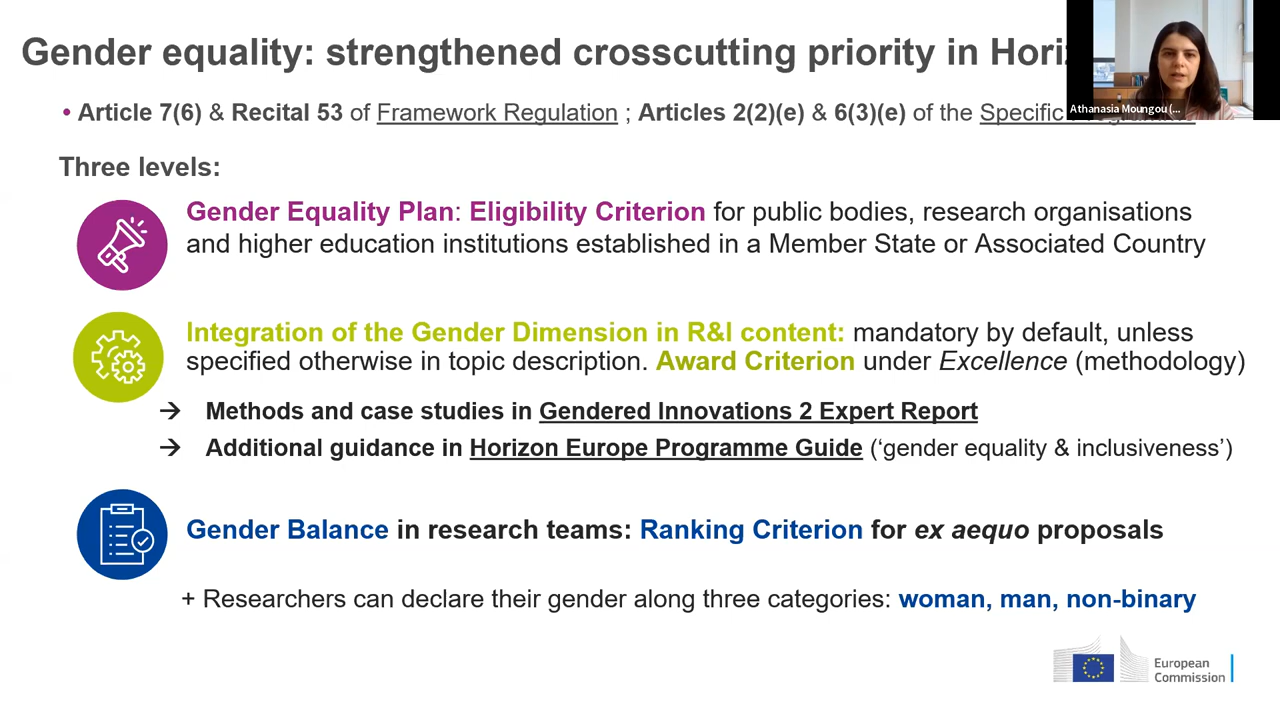 Gender equality: strengthened crosscutting priority in Hori
Athanasia Moungou (...
• Article 7(6) & Recital 53 of Framework Regulation ; Articles 2(2)(e) & 6(3)(e) of the Specific
Three levels:
Gender Equality Plan: Eligibility Criterion for public bodies, research organisations
and higher education institutions established in a Member State or Associated Country
Integration of the Gender Dimension in R&I content: mandatory by default, unless
specified otherwise in topic description. Award Criterion under Excellence (methodology)
→ Methods and case studies in Gendered Innovations 2 Expert Report
→ Additional guidance in Horizon Europe Programme Guide (‘gender equality & inclusiveness’)
Gender Balance in research teams: Ranking Criterion for ex aequo proposals
+ Researchers can declare their gender along three categories: woman, man, non-binary
European
Commission